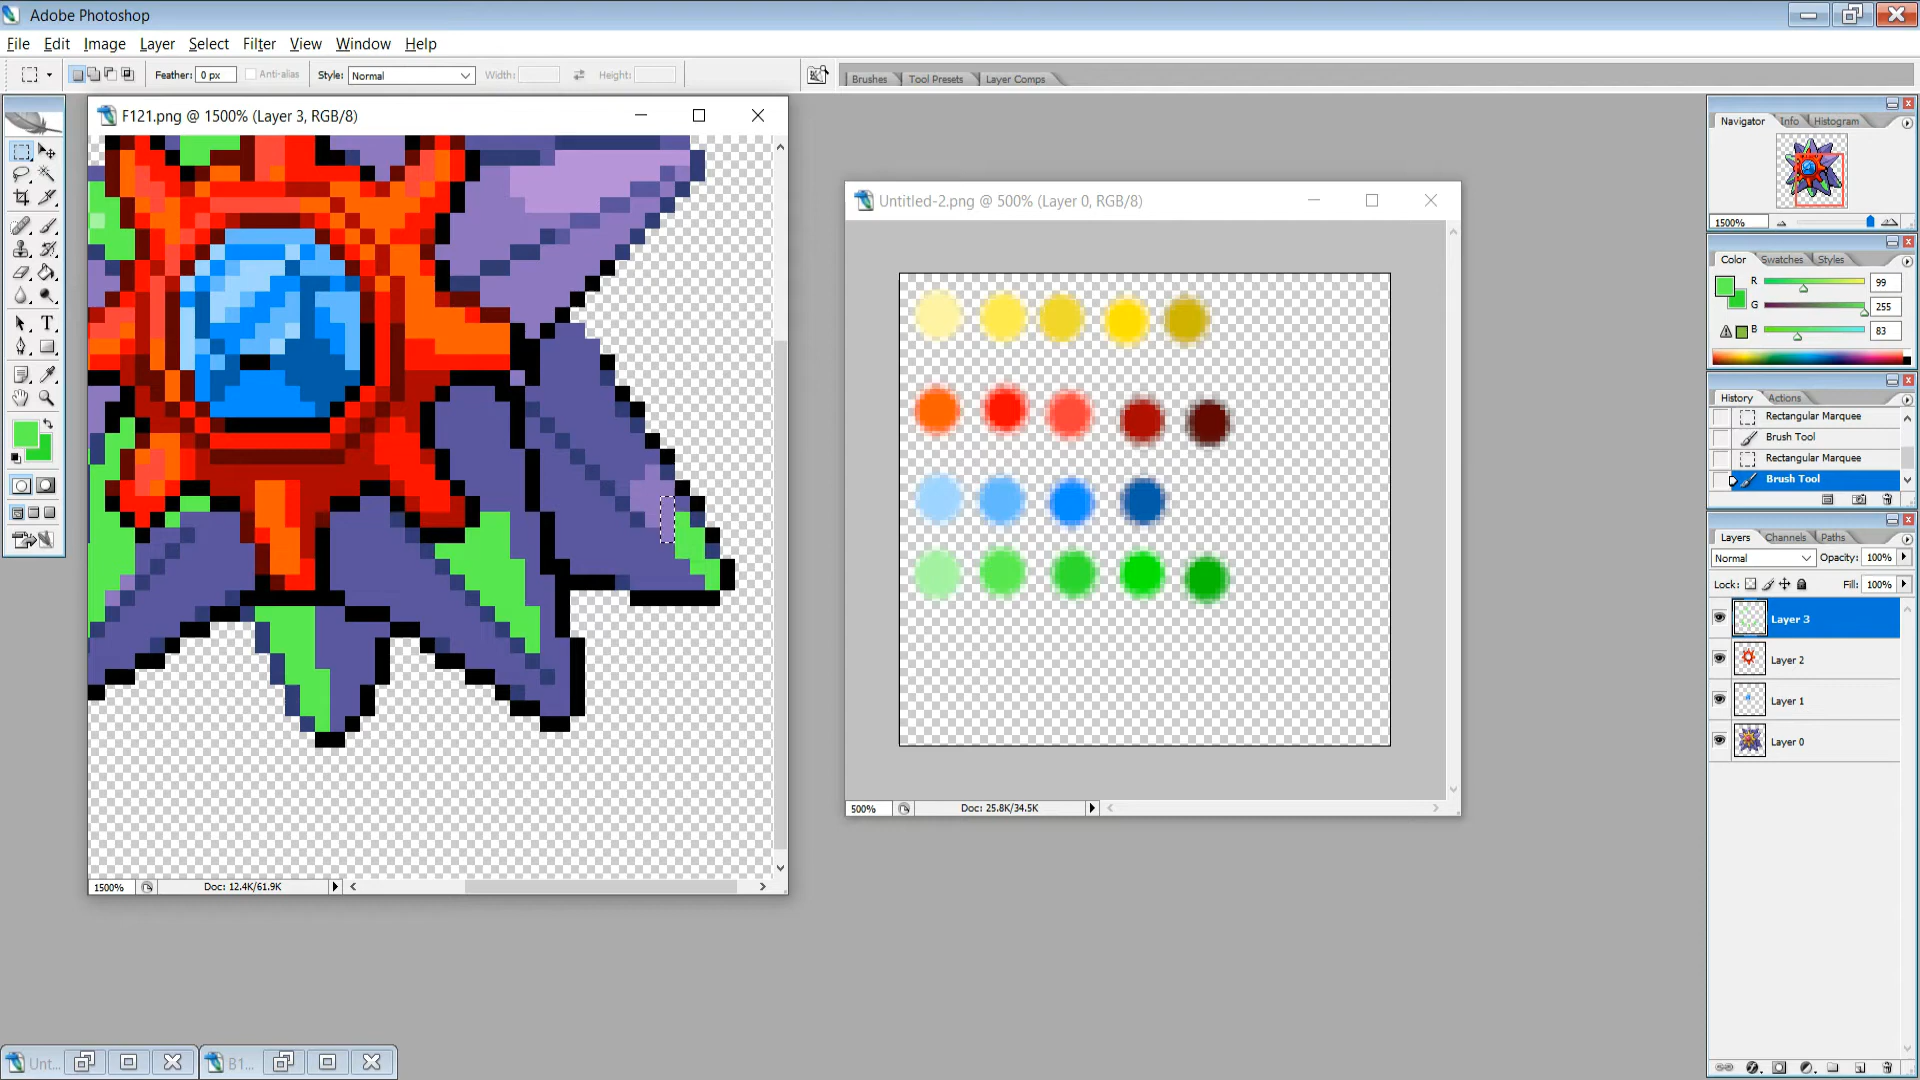 Adobe Photoshop
File Edit Image Layer Select Filter View Window Help
Feather: 0 px Anti-alias Style: Normal Width: Height: Brushes Tool Presets Layer Comps
F121.png @ 1500% (Layer 3, RGB/8)
1500% Doc: 12.4K/61.9K
Untitled-2.png @ 500% (Layer 0, RGB/8)
500% Doc: 25.8K/34.5K
Navigator Info Histogram
1500%
Color Swatches Styles
R 99
G 255
B 83
History Actions
Rectangular Marquee
Brush Tool
Rectangular Marquee
Brush Tool
Layers Channels Paths
Normal Opacity: 100%
Lock: Fill: 100%
Layer 3
Layer 2
Layer 1
Layer 0
Unt... B1...